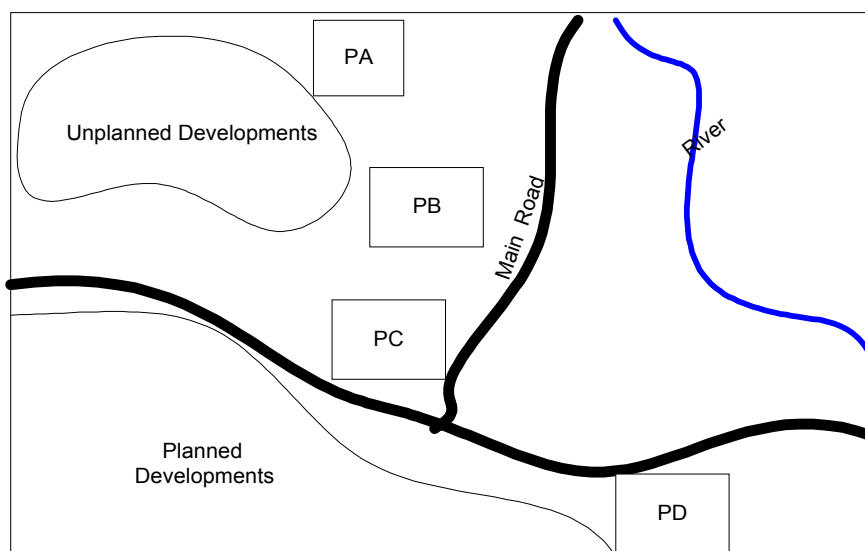 PA
Unplanned Developments
River
PB
Main Road
PC
Planned
Developments
PD